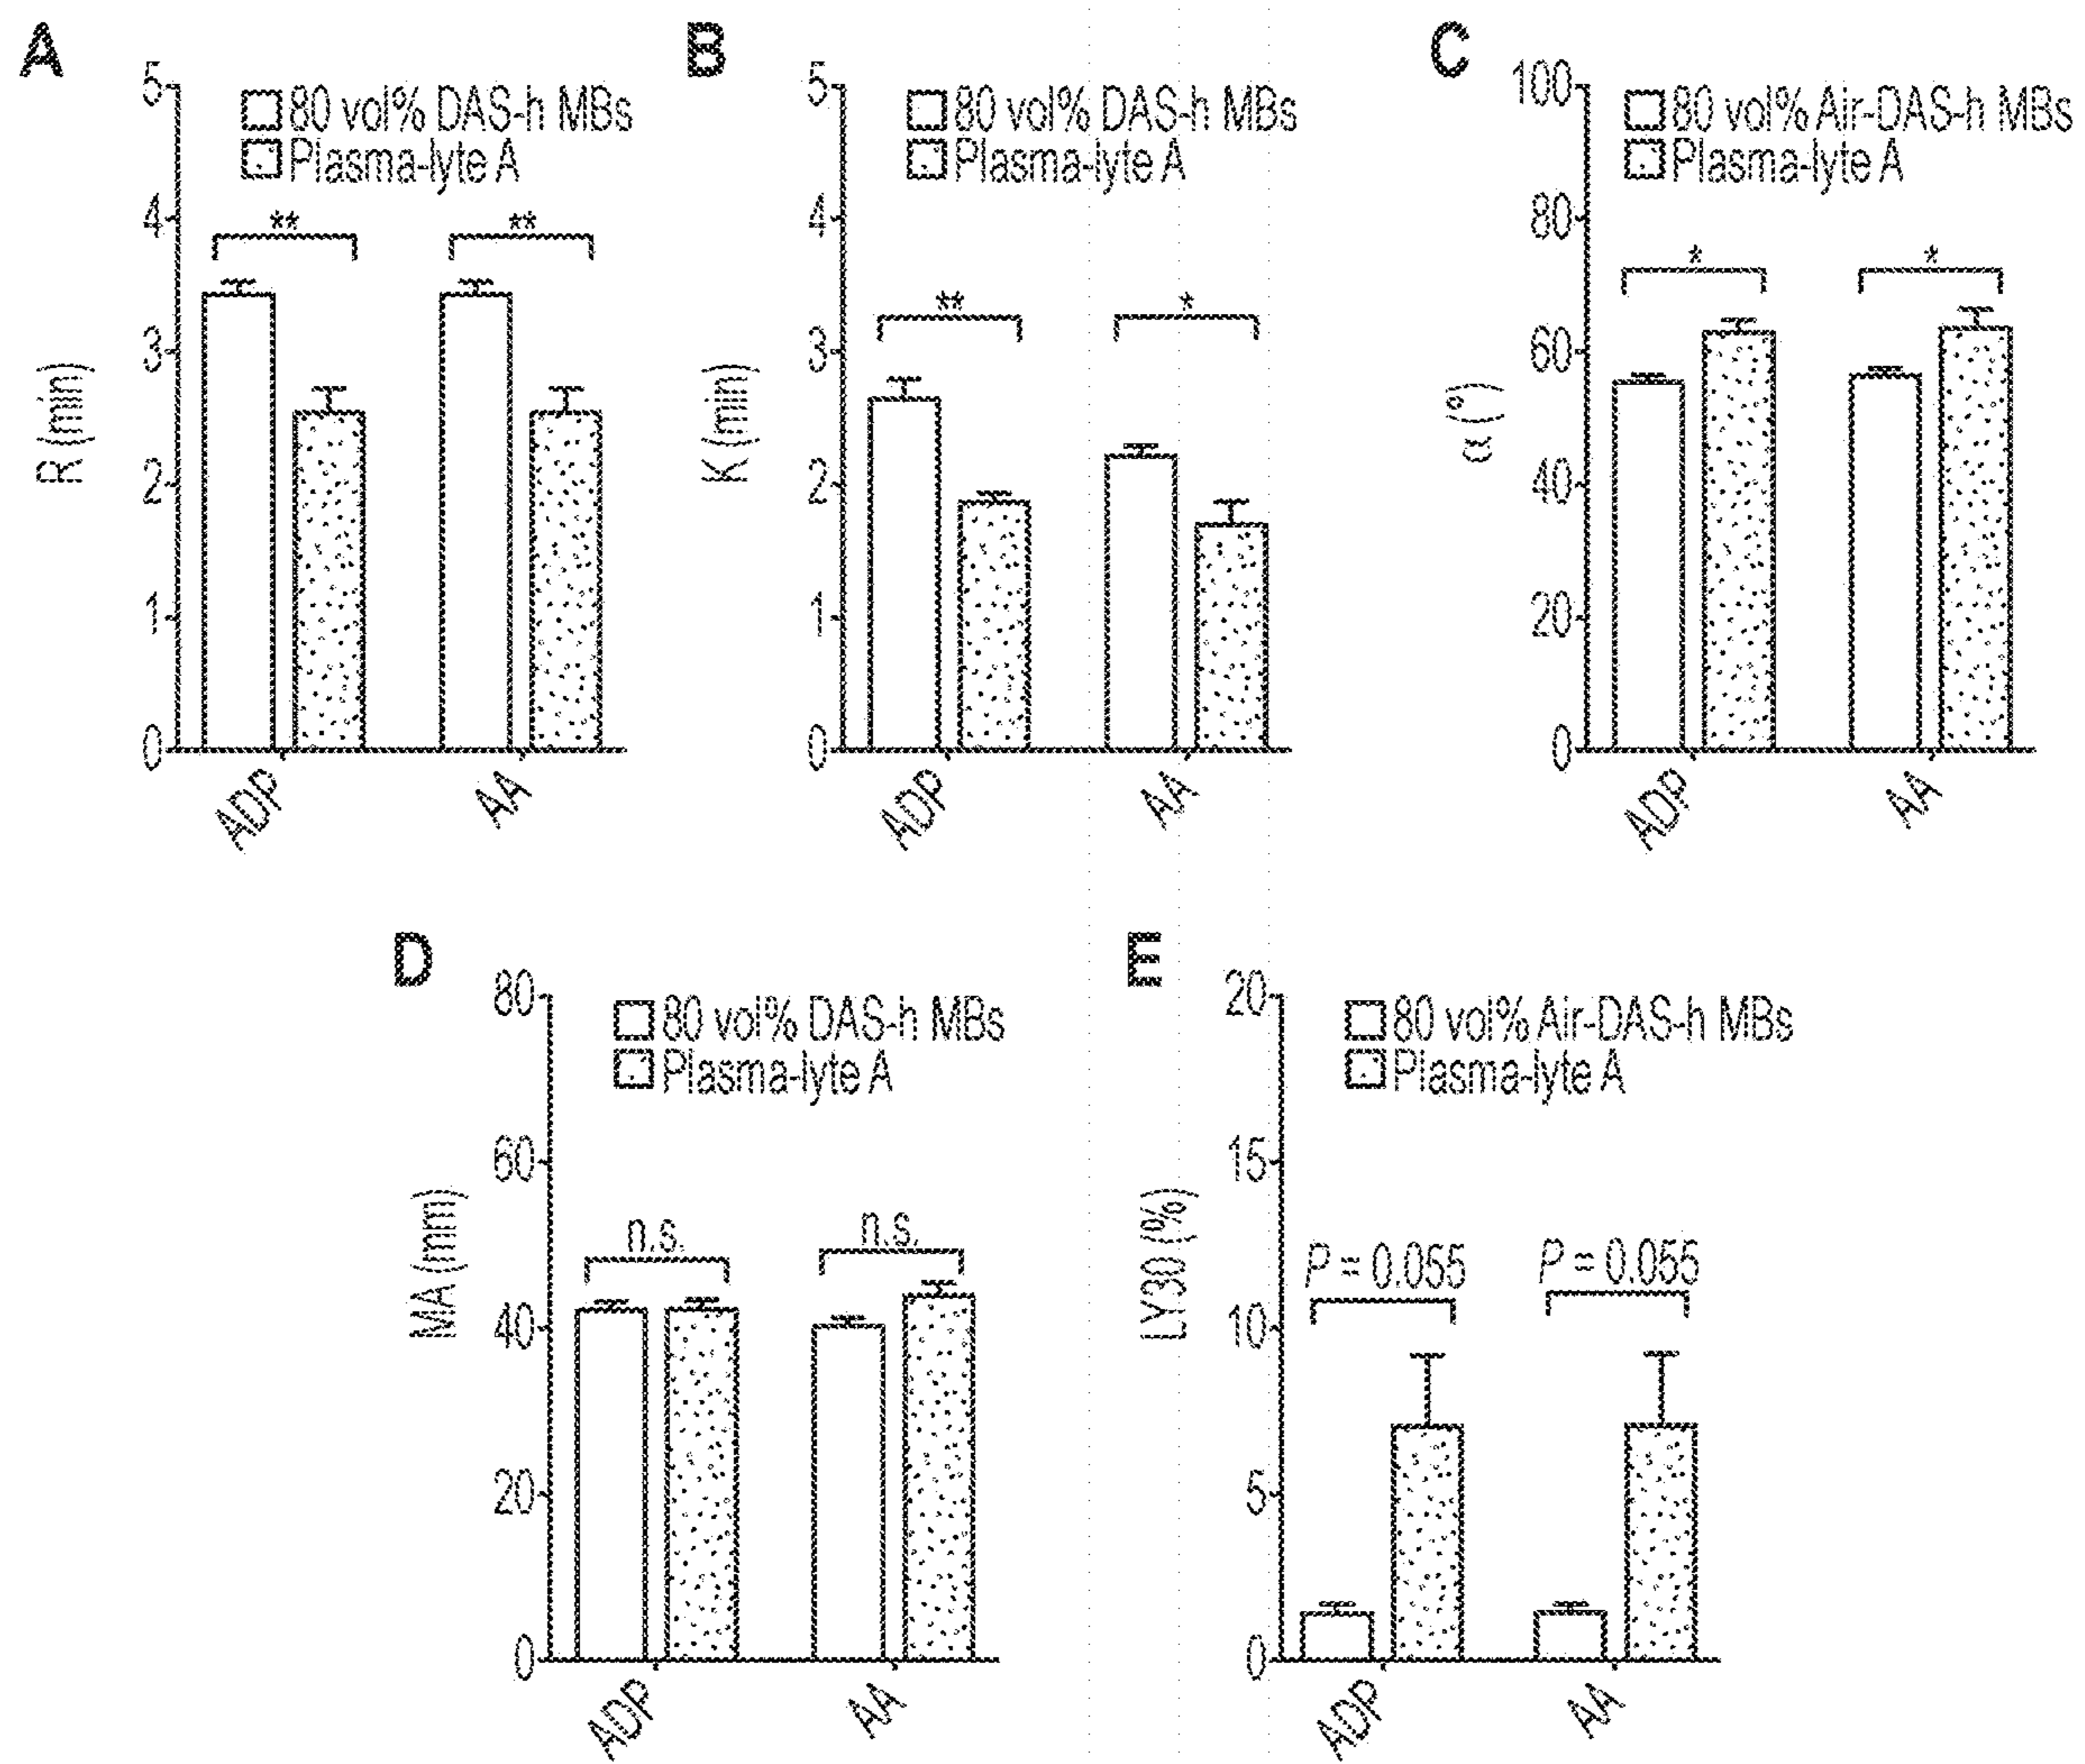 A
5
4
3
2
1
0
R (min)
80 vol% DAS-h MBs
Plasma-lyte A
**
**
ADP
AA
B
5
4
3
2
1
0
K (min)
80 vol% DAS-h MBs
Plasma-lyte A
**
*
ADP
AA
C
100
80
60
40
20
0
α (°)
80 vol% Air-DAS-h MBs
Plasma-lyte A
*
*
ADP
AA
D
80
60
40
20
0
MA (mm)
80 vol% DAS-h MBs
Plasma-lyte A
n.s.
n.s.
ADP
AA
E
20
15
10
5
0
LY30 (%)
80 vol% Air-DAS-h MBs
Plasma-lyte A
P = 0.055
P = 0.055
ADP
AA